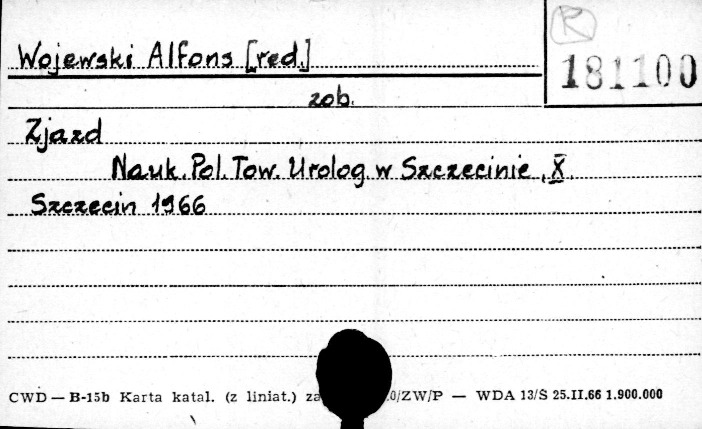 R
Wojewski Alfons [red.]
181100
zob.
Zjazd
Nauk. Pol. Tow. Urolog. w Szczecinie, X.
Szczecin 1966
CWD — B-15b Karta katal. (z liniat.) za 0/ZW/P — WDA 13/S 25.II.66 1.900.000